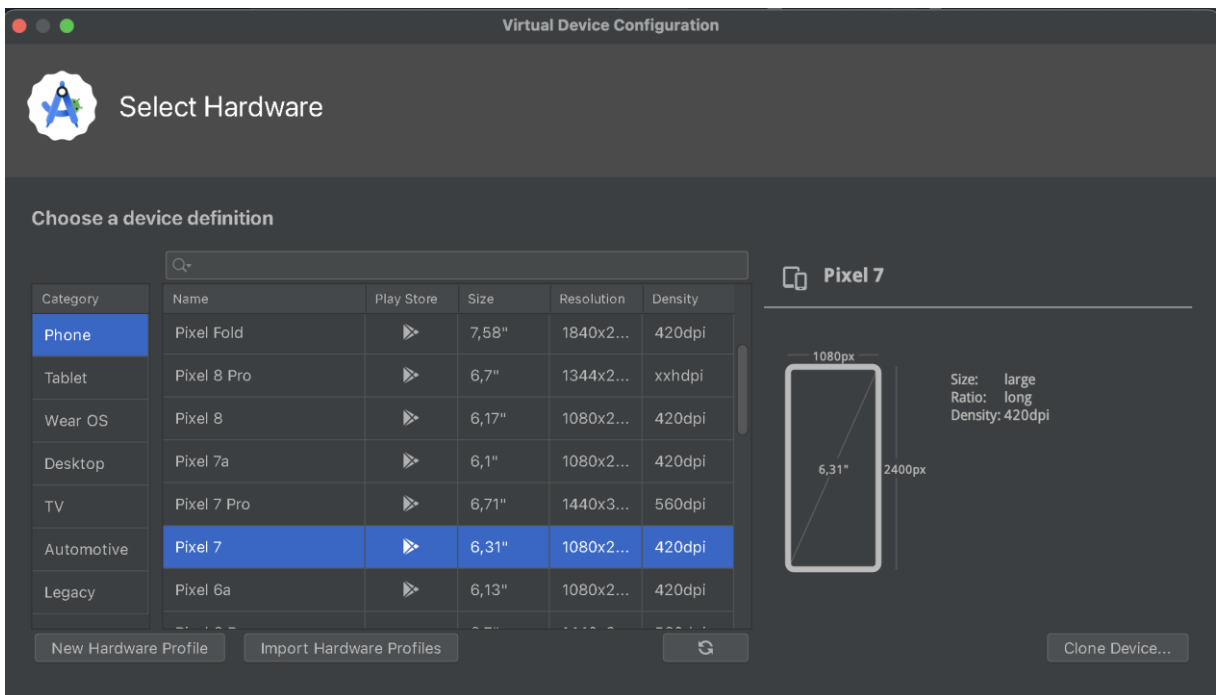 Virtual Device Configuration
Select Hardware
Choose a device definition
Category
Phone
Tablet
Wear OS
Desktop
TV
Automotive
Legacy
Name Play Store Size Resolution Density
Pixel Fold 7,58" 1840x2... 420dpi
Pixel 8 Pro 6,7" 1344x2... xxhdpi
Pixel 8 6,17" 1080x2... 420dpi
Pixel 7a 6,1" 1080x2... 420dpi
Pixel 7 Pro 6,71" 1440x3... 560dpi
Pixel 7 6,31" 1080x2... 420dpi
Pixel 6a 6,13" 1080x2... 420dpi
New Hardware Profile Import Hardware Profiles
Pixel 7
1080px
6,31" 2400px
Size: large
Ratio: long
Density: 420dpi
Clone Device...